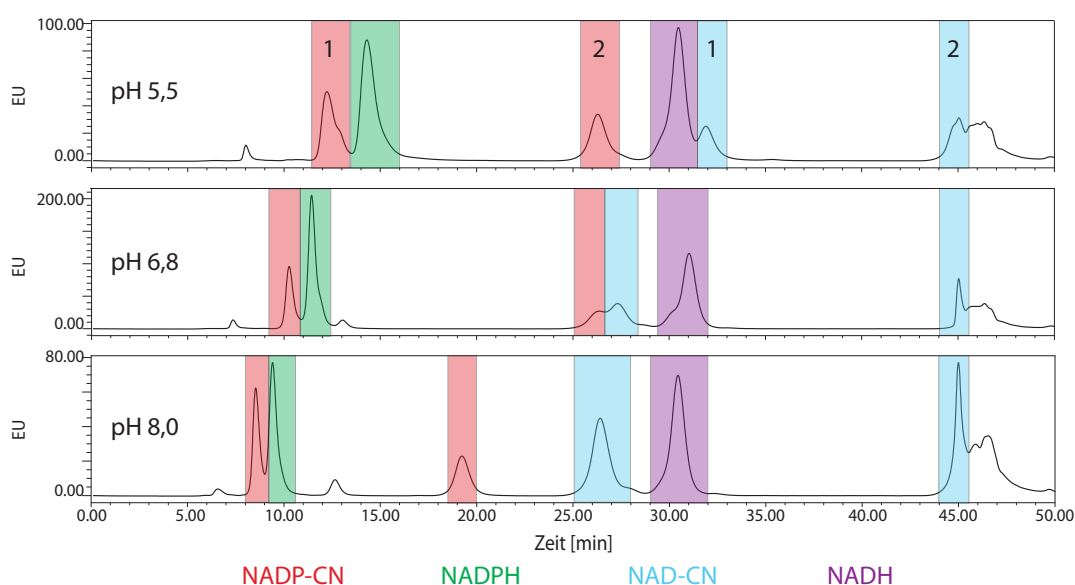 100.00
1
2
1
2
pH 5,5
EU
0.00
200.00
pH 6,8
EU
0.00
80.00
pH 8,0
EU
0.00
0.00 5.00 10.00 15.00 20.00 25.00 30.00 35.00 40.00 45.00 50.00
Zeit [min]
NADP-CN NADPH NAD-CN NADH